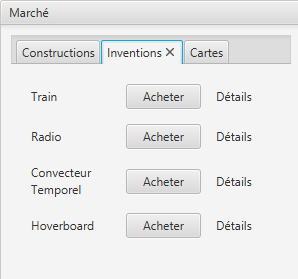 Marché
Constructions Inventions Cartes
Train Acheter Détails
Radio Acheter Détails
Convecteur
Temporel Acheter Détails
Hoverboard Acheter Détails